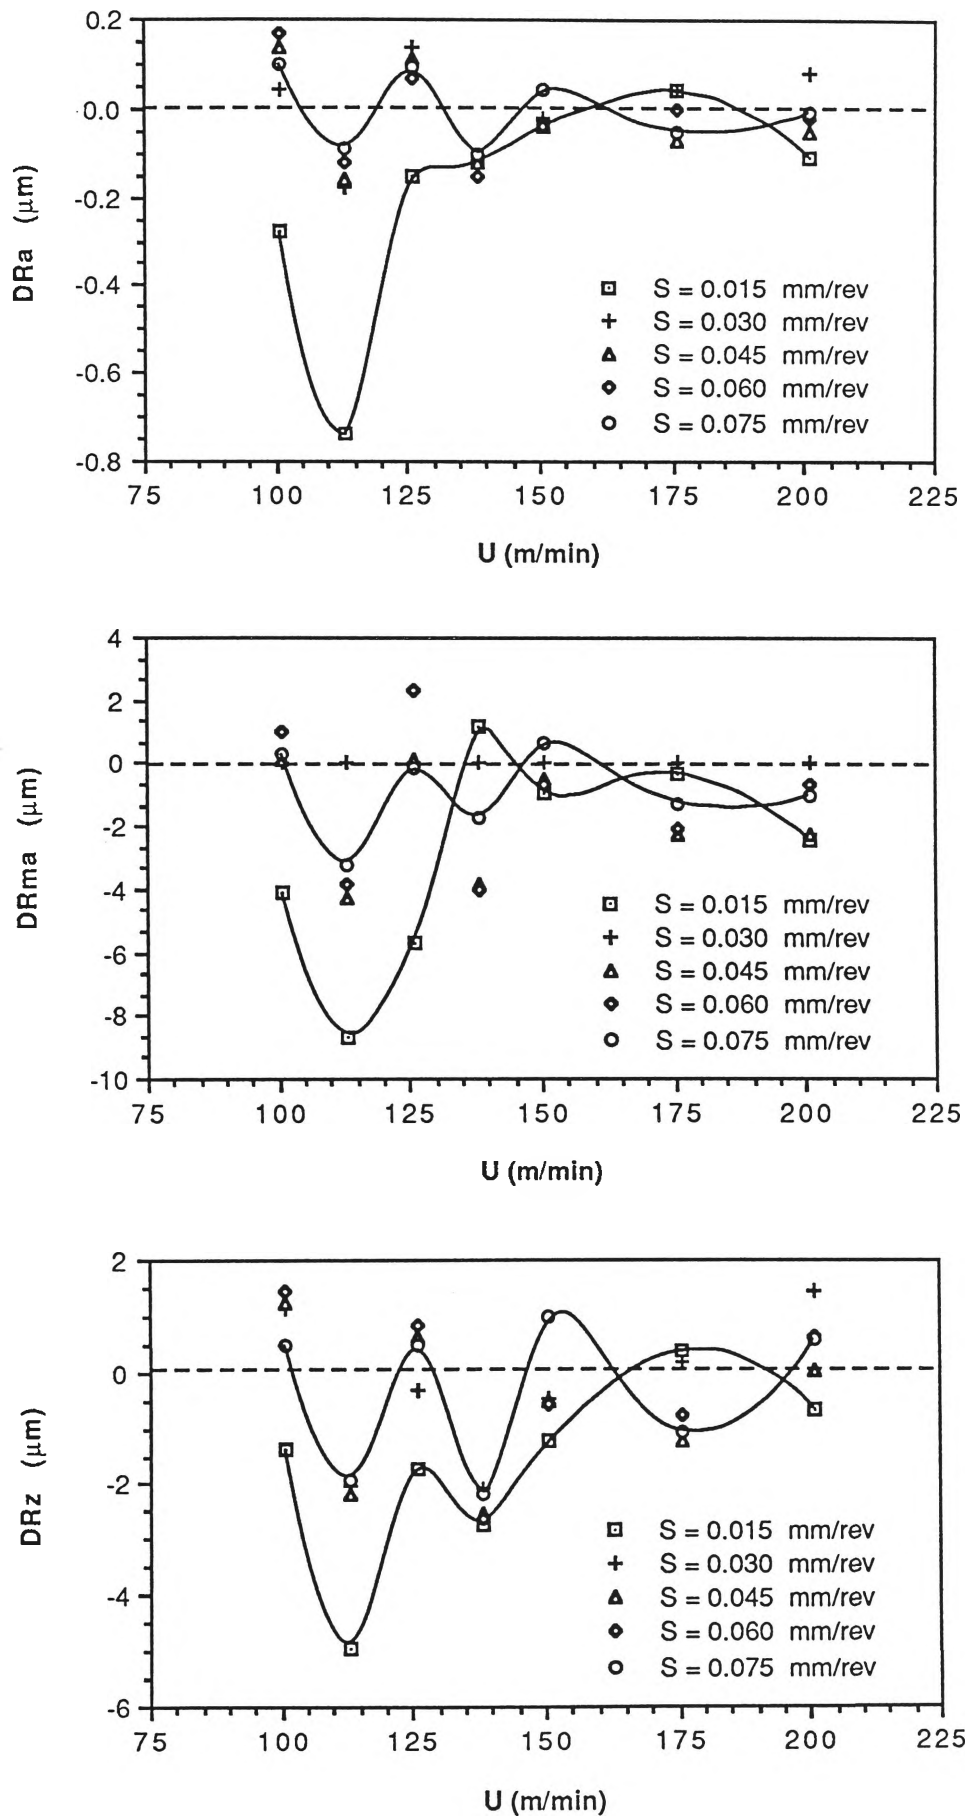 0.2
0.0
-0.2
-0.4
-0.6
-0.8
DRa (μm)
S = 0.015 mm/rev
S = 0.030 mm/rev
S = 0.045 mm/rev
S = 0.060 mm/rev
S = 0.075 mm/rev
75 100 125 150 175 200 225
U (m/min)
4
2
0
-2
-4
-6
-8
-10
DRma (μm)
S = 0.015 mm/rev
S = 0.030 mm/rev
S = 0.045 mm/rev
S = 0.060 mm/rev
S = 0.075 mm/rev
75 100 125 150 175 200 225
U (m/min)
2
0
-2
-4
-6
DRz (μm)
S = 0.015 mm/rev
S = 0.030 mm/rev
S = 0.045 mm/rev
S = 0.060 mm/rev
S = 0.075 mm/rev
75 100 125 150 175 200 225
U (m/min)